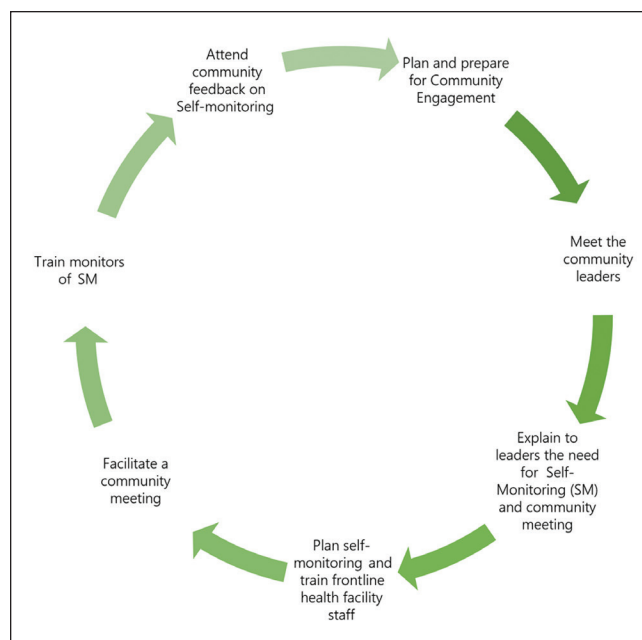 Attend
community
feedback on
Self-monitoring
Plan and prepare
for Community
Engagement
Meet the
community
leaders
Explain to
leaders the need
for Self-
Monitoring (SM)
and community
meeting
Plan self-
monitoring and
train frontline
health facility
staff
Facilitate a
community
meeting
Train monitors
of SM